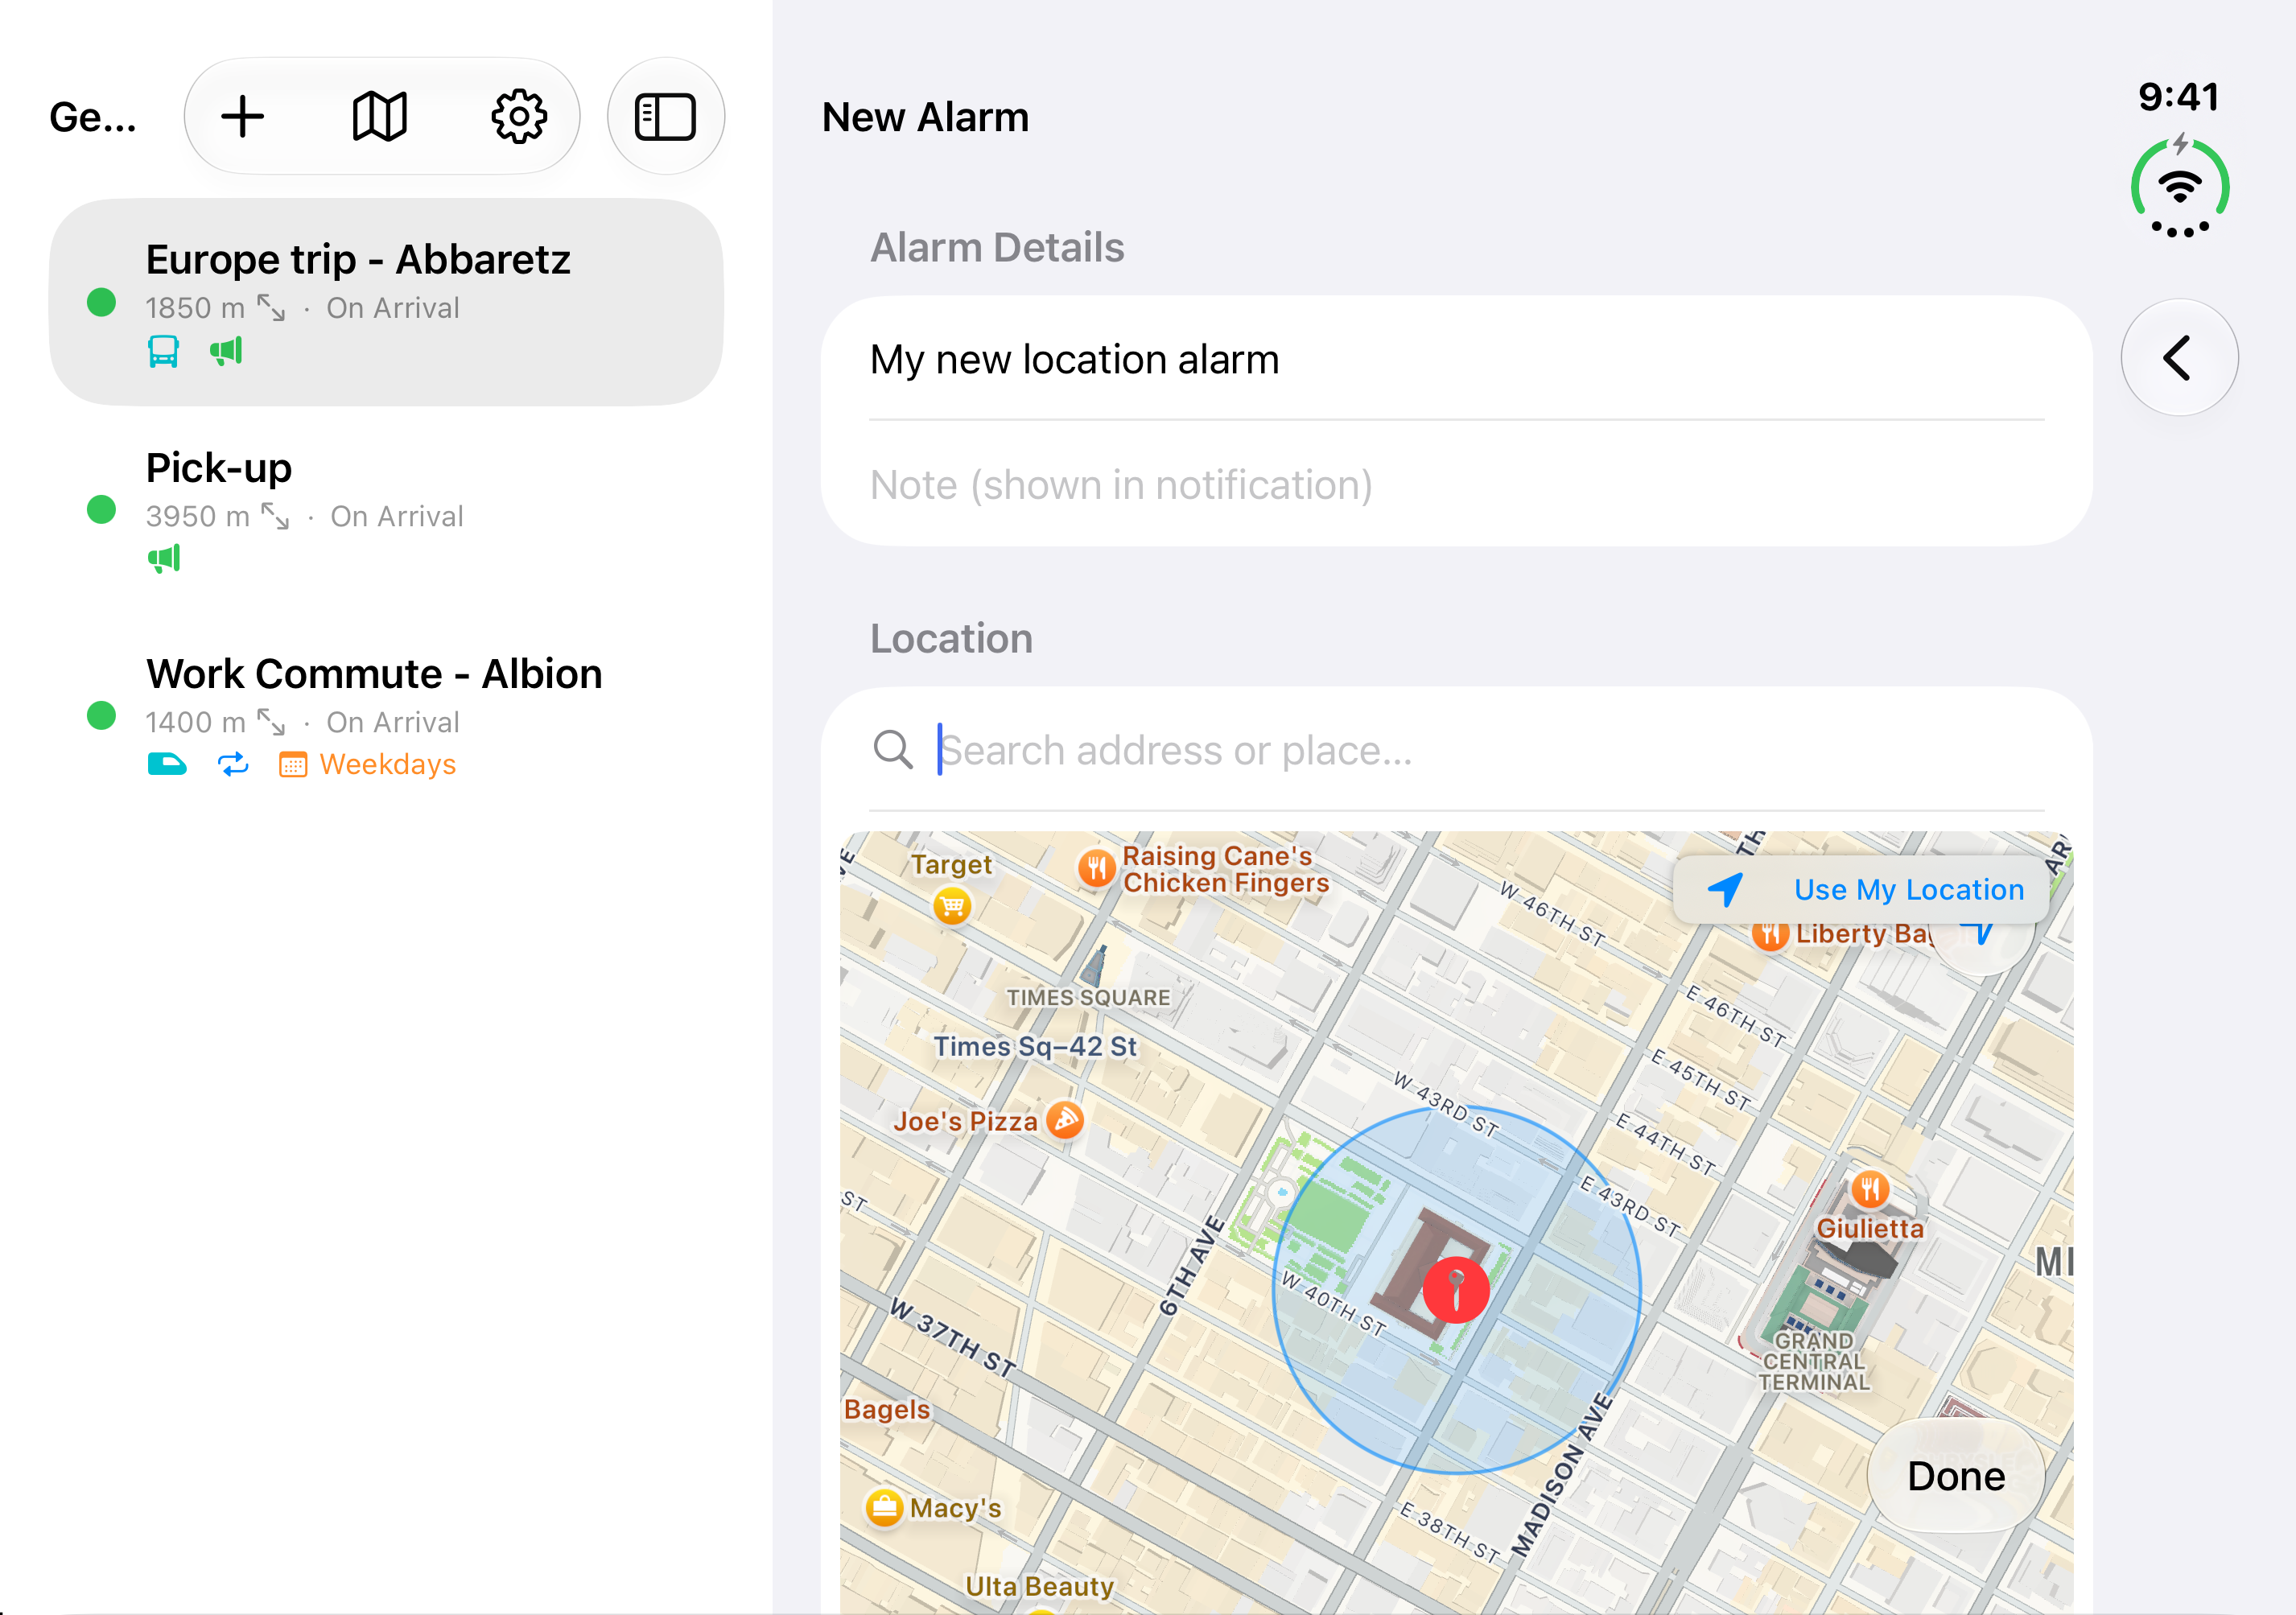 Ge...
Europe trip - Abbaretz
1850 m · On Arrival
Pick-up
3950 m · On Arrival
Work Commute - Albion
1400 m · On Arrival
Weekdays
New Alarm
9:41
Alarm Details
My new location alarm
Note (shown in notification)
Location
Search address or place...
Target
Raising Cane's
Chicken Fingers
Use My Location
W 46TH ST
Liberty Ba
TIMES SQUARE
E 46TH ST
Times Sq–42 St
E 45TH ST
W 43RD ST
Joe's Pizza
E 44TH ST
E 43RD ST
ST
Giulietta
6TH AVE
MI
W 40TH ST
W 37TH ST
GRAND
CENTRAL
TERMINAL
Bagels
MADISON AVE
Done
Macy's
E 38TH ST
Ulta Beauty